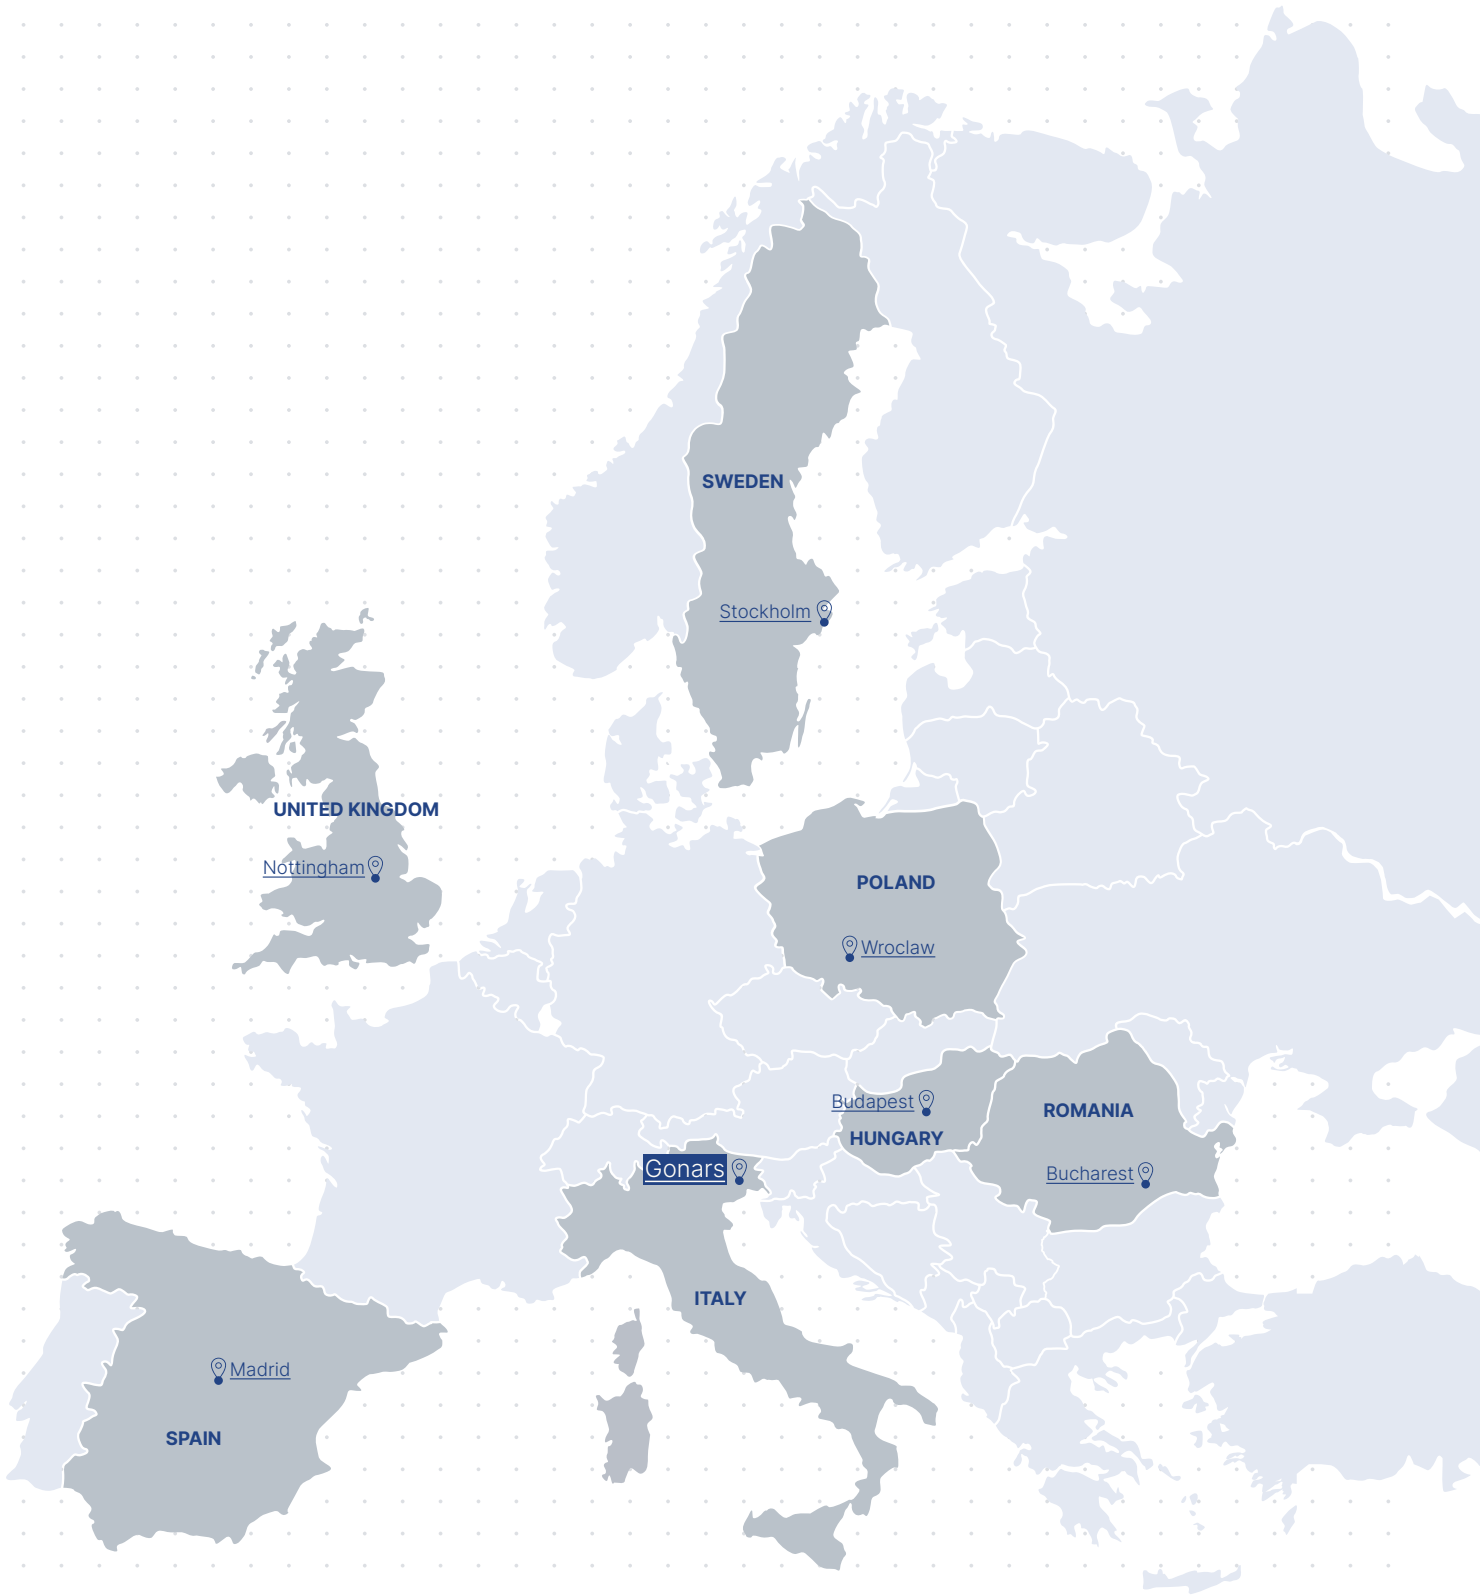 SWEDEN
Stockholm
UNITED KINGDOM
Nottingham
POLAND
Wroclaw
Budapest
HUNGARY
ROMANIA
Bucharest
Gonars
ITALY
Madrid
SPAIN